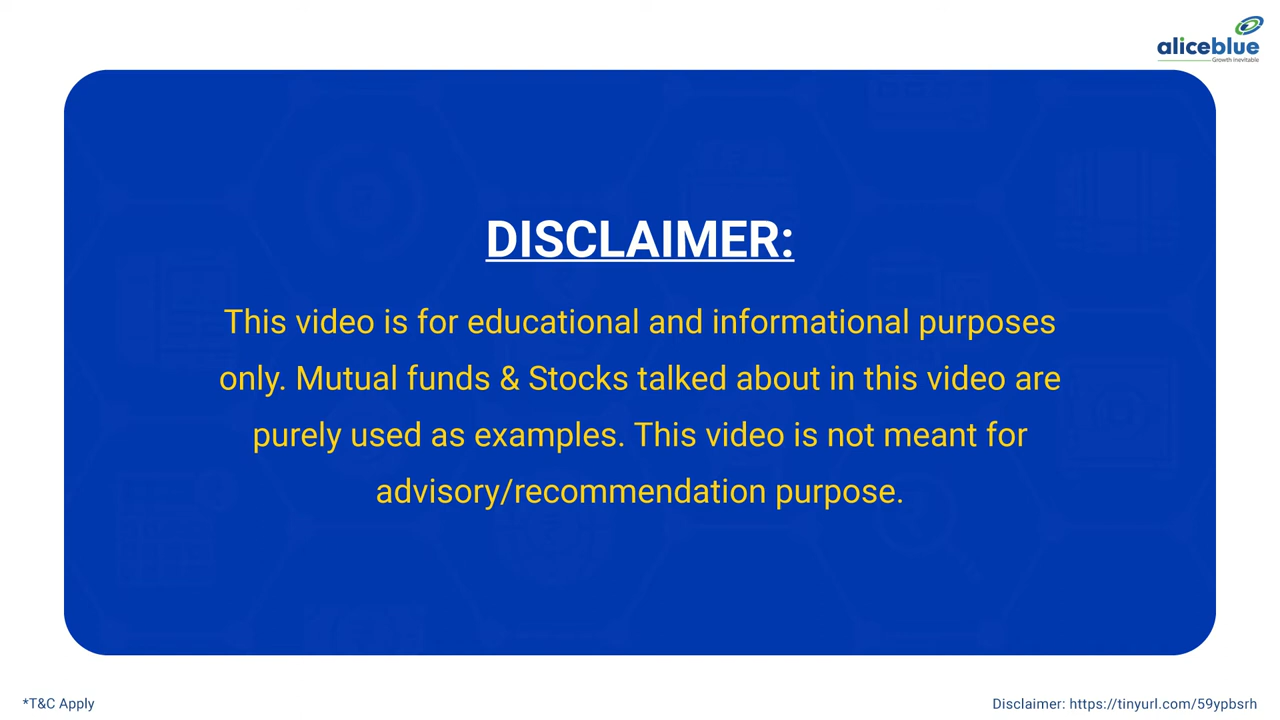 aliceblue
Growth inevitable
DISCLAIMER:
This video is for educational and informational purposes
only. Mutual funds & Stocks talked about in this video are
purely used as examples. This video is not meant for
advisory/recommendation purpose.
*T&C Apply
Disclaimer: https://tinyurl.com/59ypbsrh